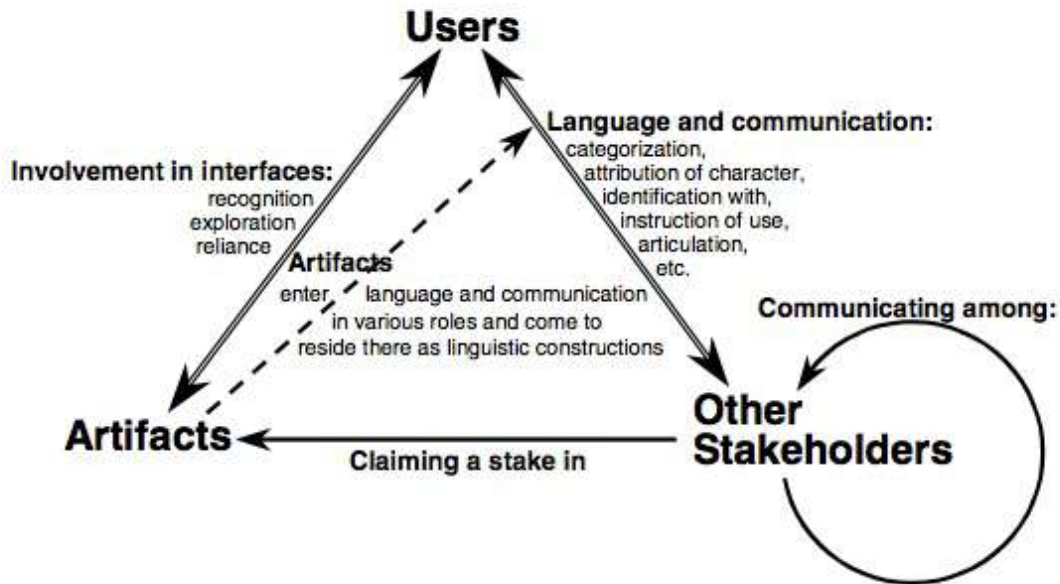 Users
Language and communication:
categorization,
attribution of character,
identification with,
instruction of use,
articulation,
etc.
Involvement in interfaces:
recognition
exploration
reliance
Artifacts
enter language and communication
in various roles and come to
reside there as linguistic constructions
Communicating among:
Artifacts
Other
Stakeholders
Claiming a stake in